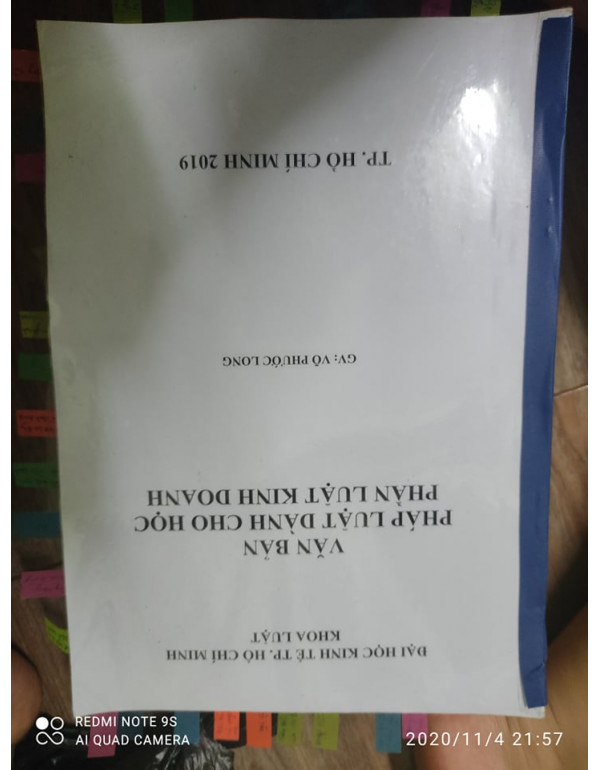 ĐẠI HỌC KINH TẾ TP. HỒ CHÍ MINH
KHOA LUẬT
VĂN BẢN
PHÁP LUẬT DÀNH CHO HỌC
PHẦN LUẬT KINH DOANH
GV: VÕ PHƯỚC LONG
TP. HỒ CHÍ MINH 2019
REDMI NOTE 9S
AI QUAD CAMERA
2020/11/4 21:57